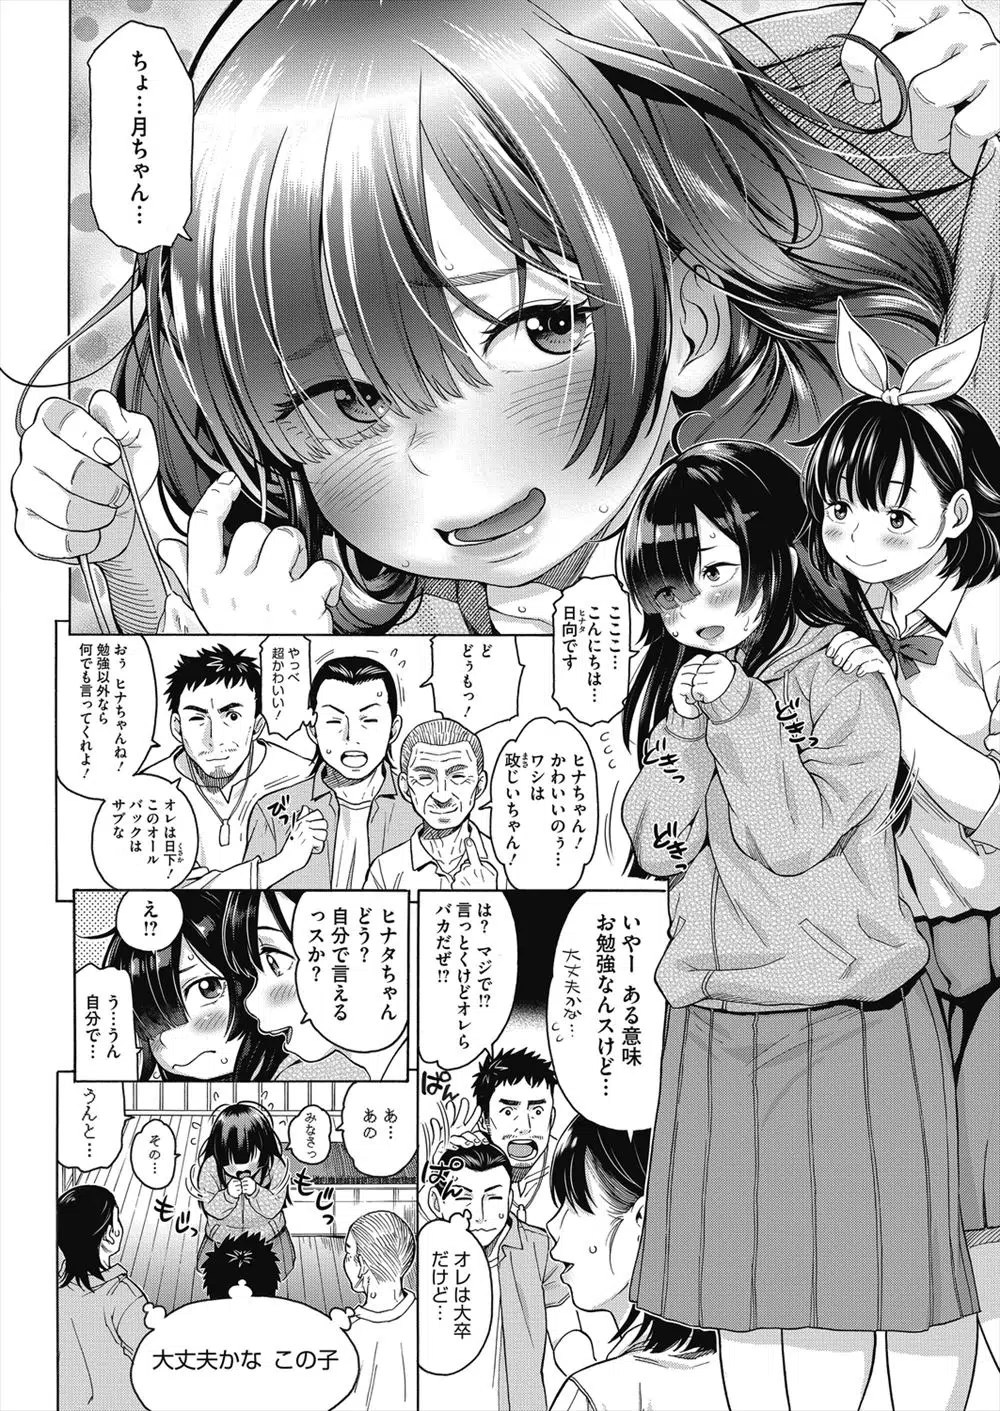 ちょ…月ちゃん…
ここここ…
こんにちは…
日向です
ヒナタ
どきっ
どきっ
ど
どぅもっ!
ヒナちゃん!
かわいいのぅ…
ワシは
政じいちゃん!
まさ
やっべ
超かわいい!
びっ
おぅ ヒナちゃんね!
勉強以外なら
何でも言ってくれよ!
オレは日下!
くさか
このオール
バックは
サブな
いやー ある意味
お勉強なんスけど…
大丈夫かな…
は? マジで!?
言っとくけどオレら
バカだぜ!?
ぱん
ぱん
オレは大卒
だけど…
ヒナタちゃん
どう?
自分で言える
っスか?
え!?
う…うん
自分で…
あ…
あの
みなさっ
もじっ
もじっ
その…
うんと…
大丈夫かな この子